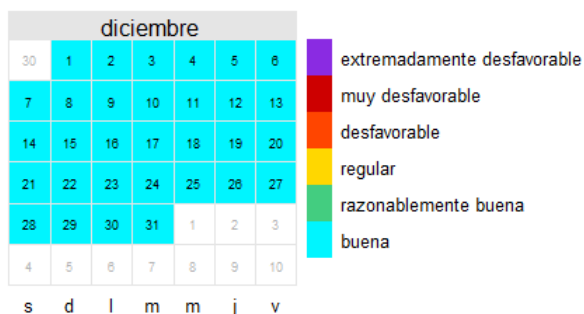 diciembre
30 1 2 3 4 5 6
7 8 9 10 11 12 13
14 15 16 17 18 19 20
21 22 23 24 25 26 27
28 29 30 31 1 2 3
4 5 6 7 8 9 10
s d l m m j v
extremadamente desfavorable
muy desfavorable
desfavorable
regular
razonablemente buena
buena